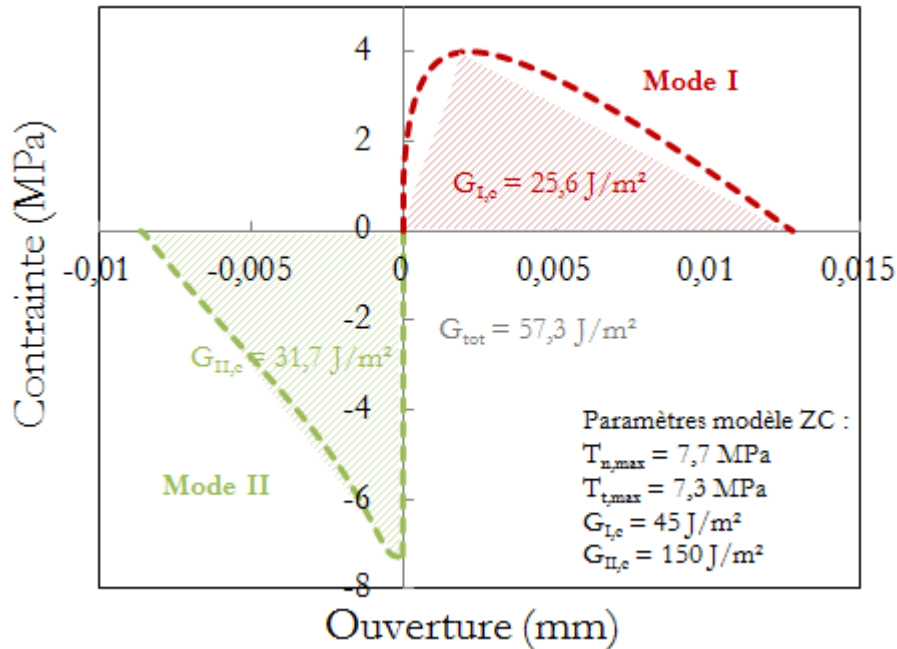 Contrainte (MPa)
4
2
0
-2
-4
-6
-8
-0,01
-0,005
0
0,005
0,01
0,015
Ouverture (mm)
Mode I
G_I,c = 25,6 J/m²
G_tot = 57,3 J/m²
G_II,c = 31,7 J/m²
Mode II
Paramètres modèle ZC :
T_n,max = 7,7 MPa
T_t,max = 7,3 MPa
G_I,c = 45 J/m²
G_II,c = 150 J/m²